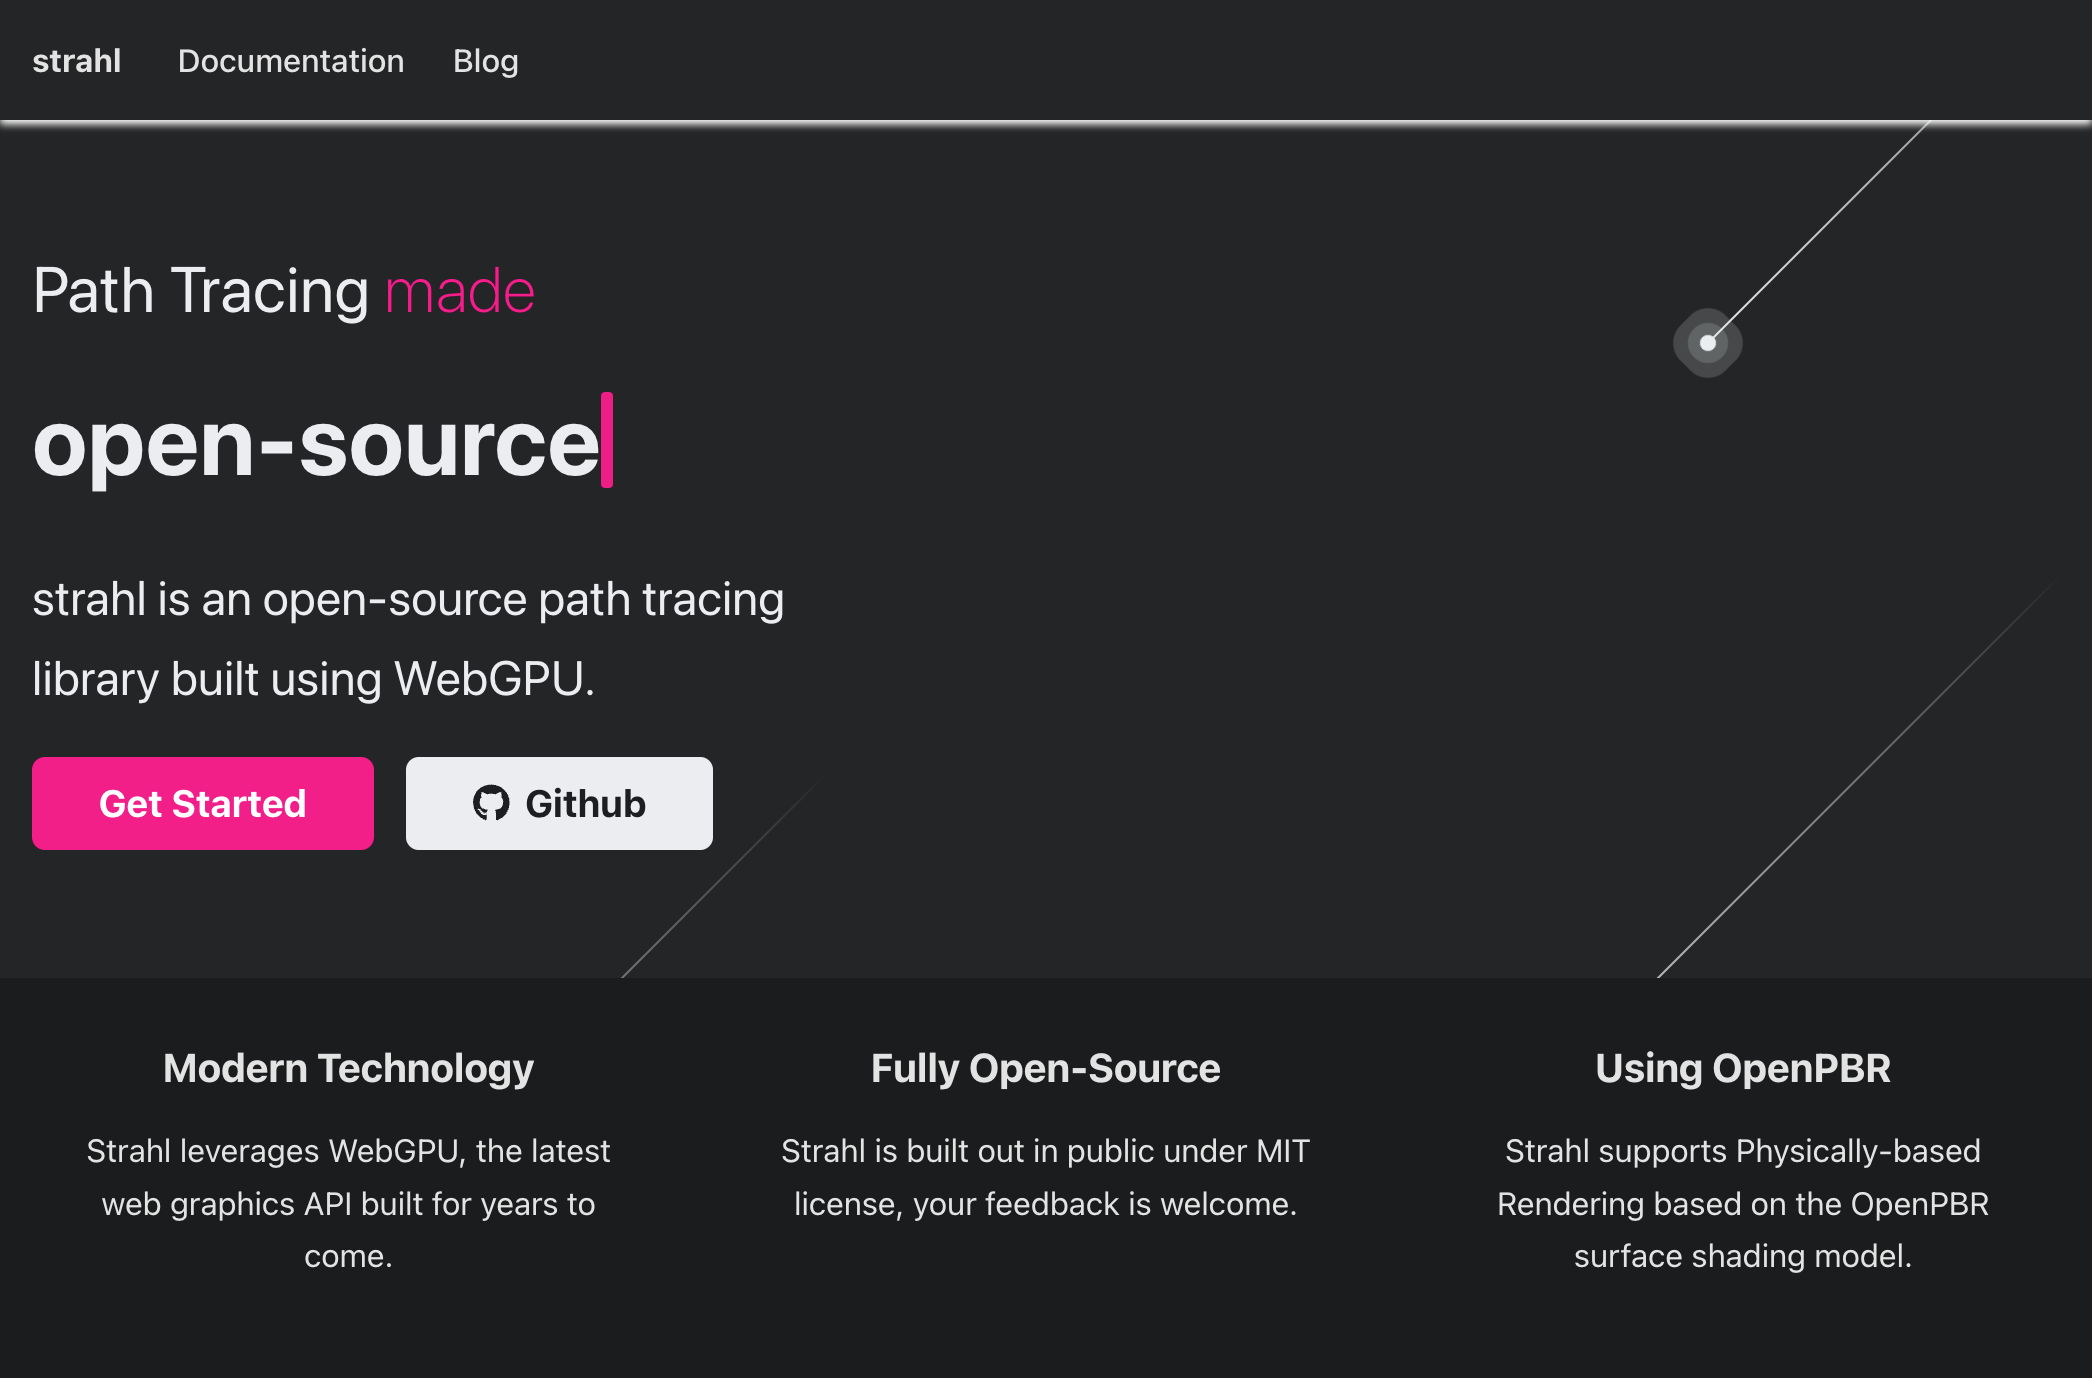 strahl Documentation Blog
Path Tracing made
open-source
strahl is an open-source path tracing
library built using WebGPU.
Get Started Github
Modern Technology
Strahl leverages WebGPU, the latest
web graphics API built for years to
come.
Fully Open-Source
Strahl is built out in public under MIT
license, your feedback is welcome.
Using OpenPBR
Strahl supports Physically-based
Rendering based on the OpenPBR
surface shading model.